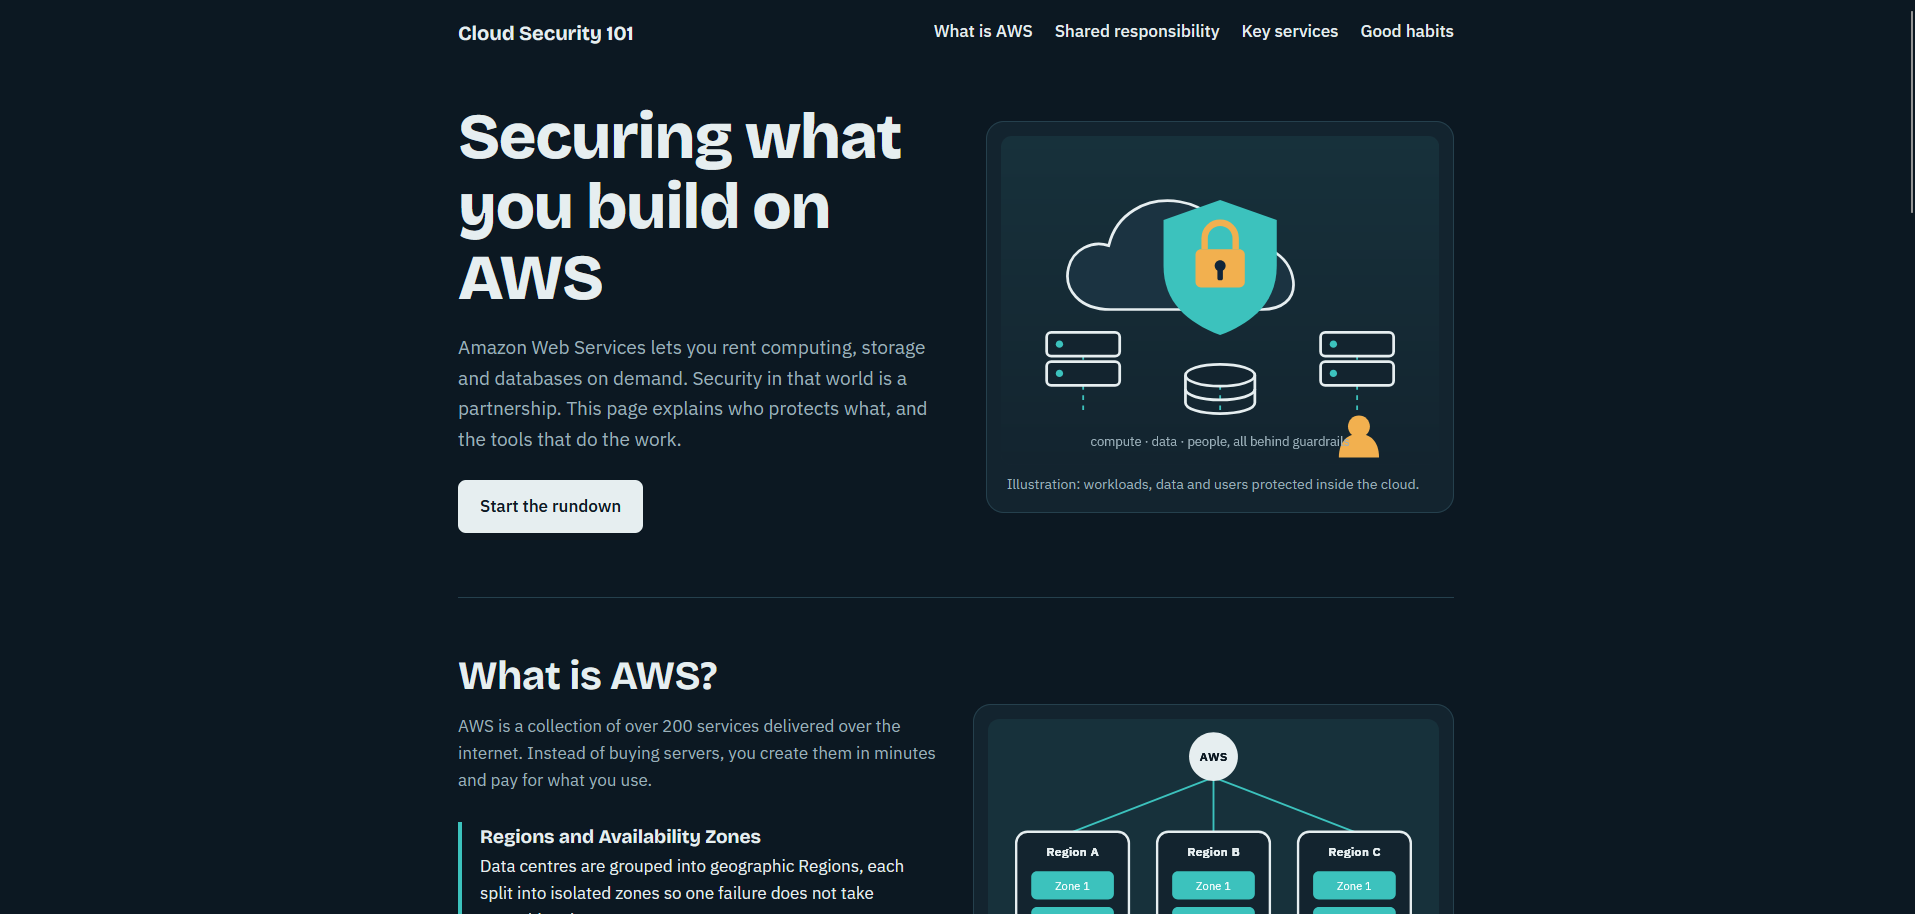 Cloud Security 101
What is AWS
Shared responsibility
Key services
Good habits
Securing what
you build on
AWS
Amazon Web Services lets you rent computing, storage
and databases on demand. Security in that world is a
partnership. This page explains who protects what, and
the tools that do the work.
Start the rundown
compute · data · people, all behind guardrails
Illustration: workloads, data and users protected inside the cloud.
What is AWS?
AWS is a collection of over 200 services delivered over the
internet. Instead of buying servers, you create them in minutes
and pay for what you use.
Regions and Availability Zones
Data centres are grouped into geographic Regions, each
split into isolated zones so one failure does not take
AWS
Region A
Region B
Region C
Zone 1
Zone 1
Zone 1